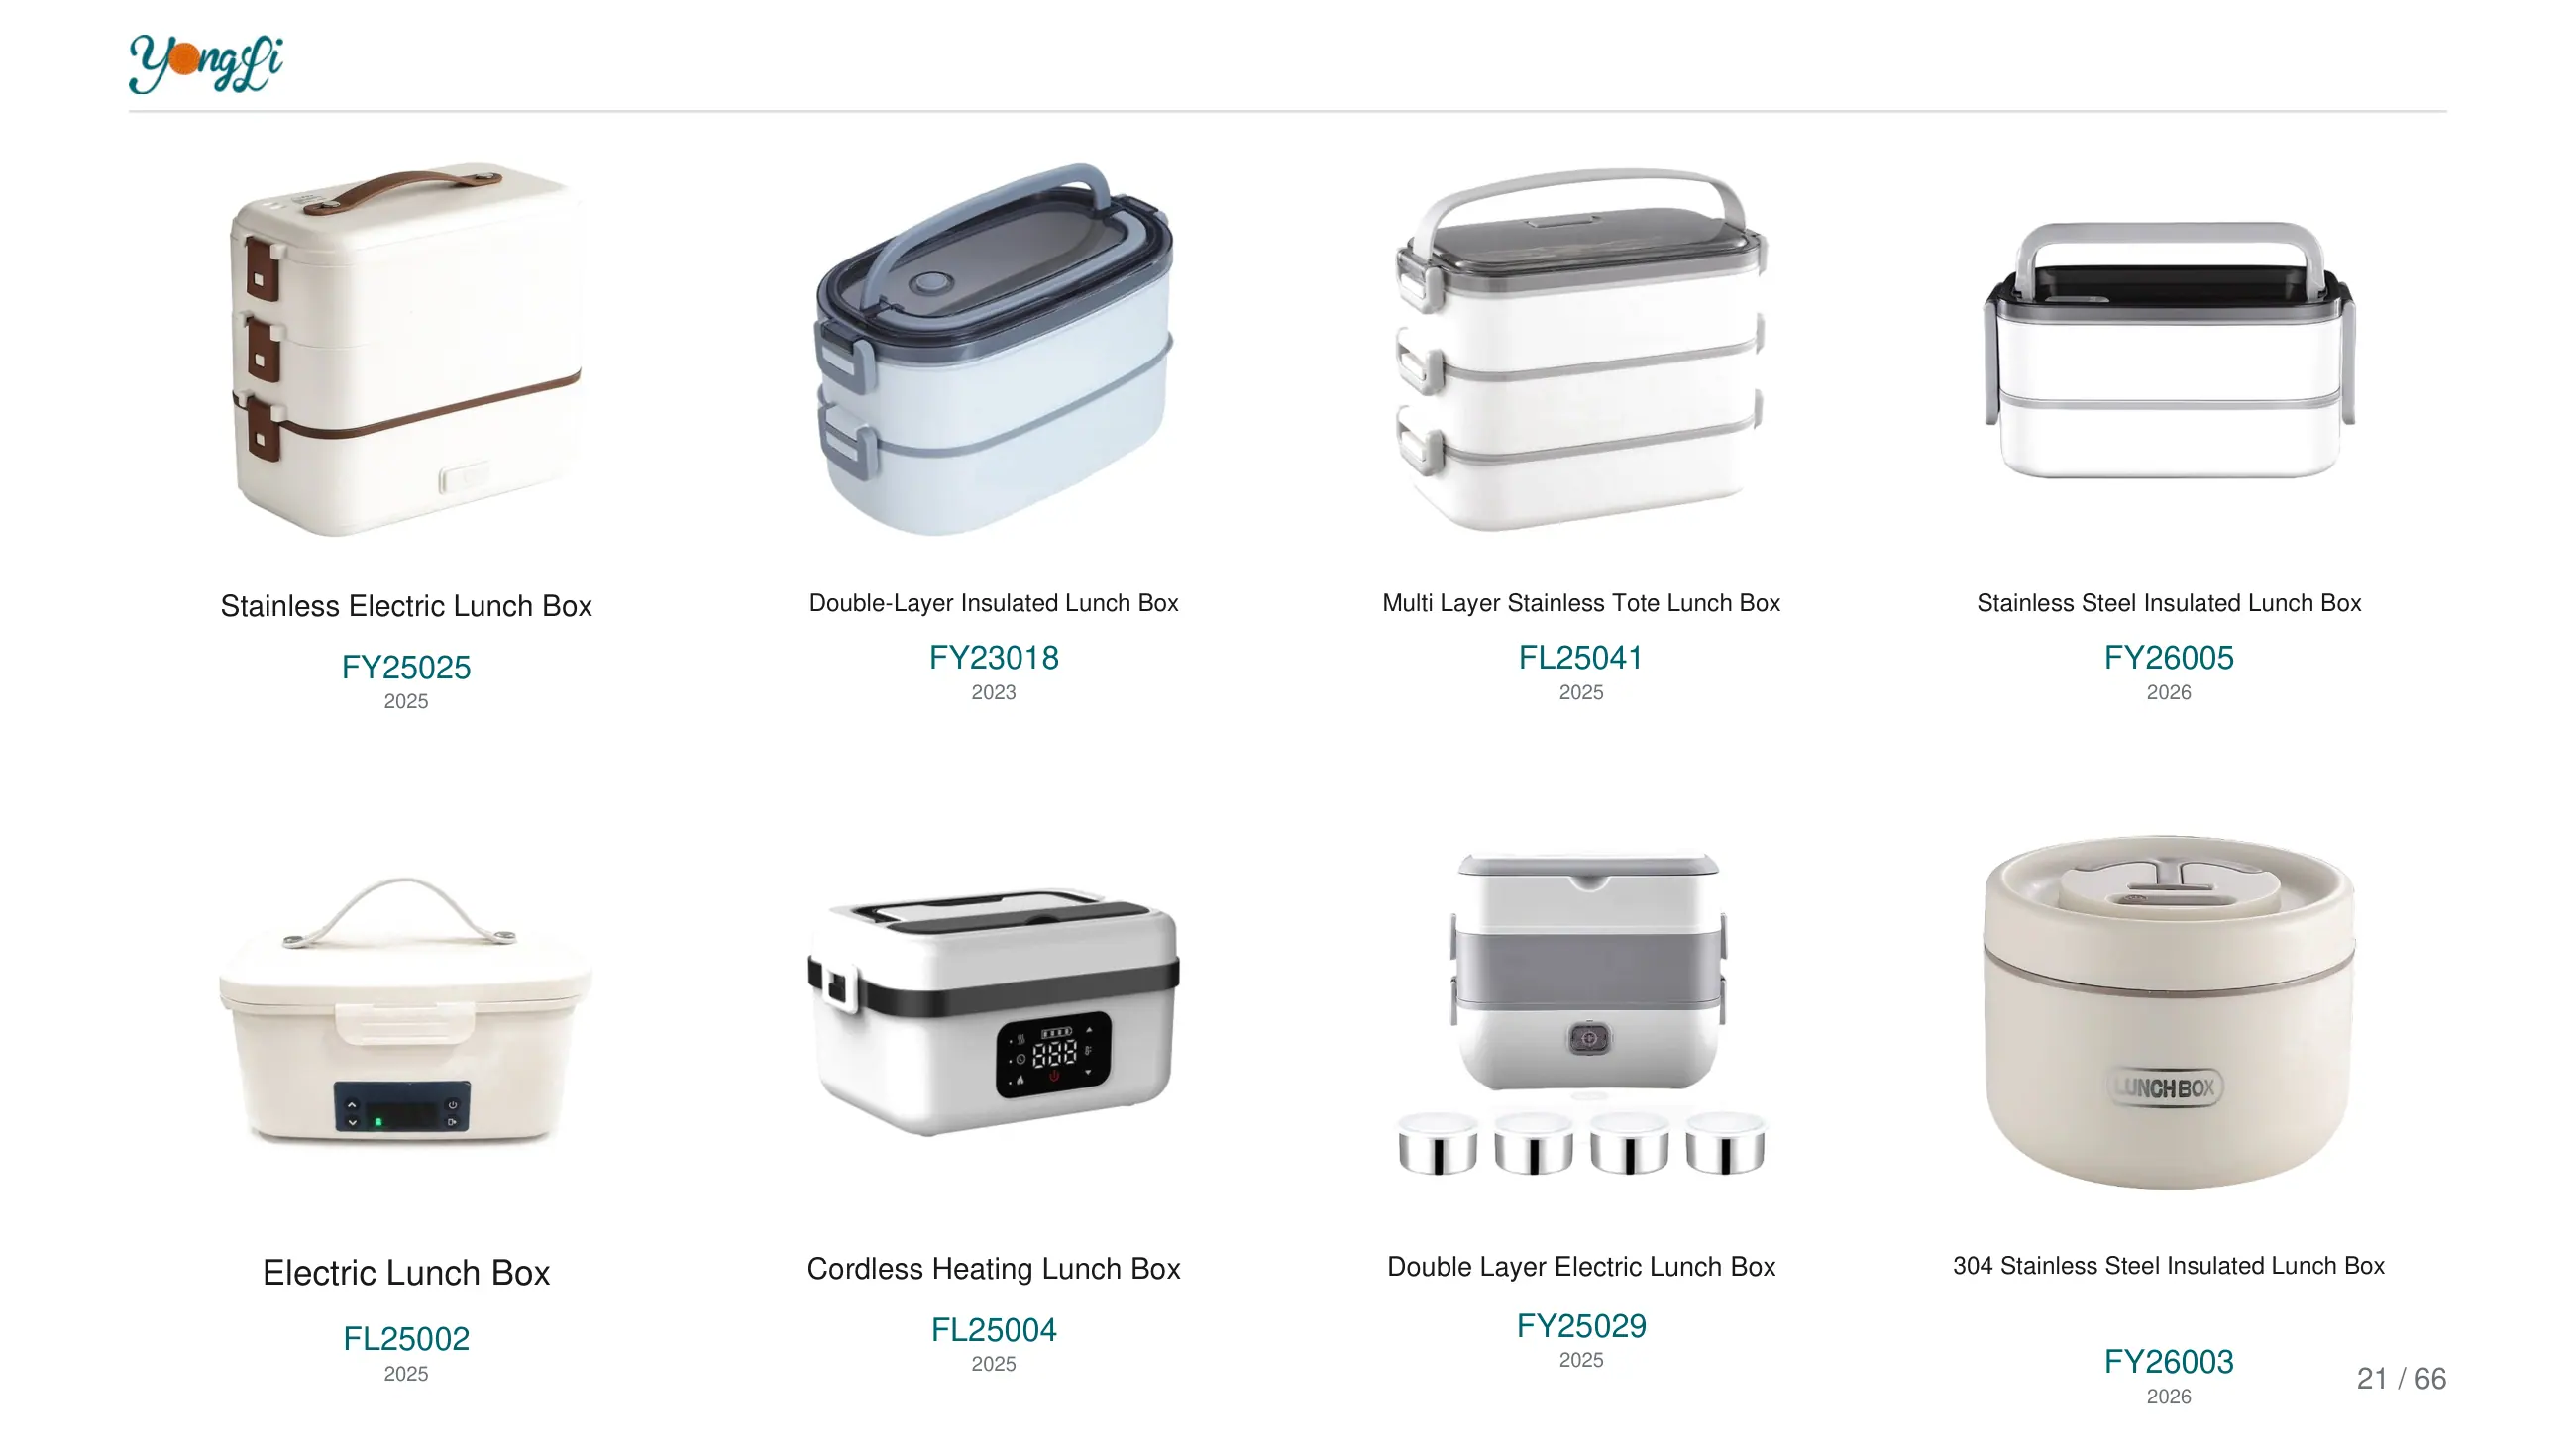 YongLi
Stainless Electric Lunch Box
FY25025
2025
Double-Layer Insulated Lunch Box
FY23018
2023
Multi Layer Stainless Tote Lunch Box
FL25041
2025
Stainless Steel Insulated Lunch Box
FY26005
2026
888
LUNCH BOX
Electric Lunch Box
FL25002
2025
Cordless Heating Lunch Box
FL25004
2025
Double Layer Electric Lunch Box
FY25029
2025
304 Stainless Steel Insulated Lunch Box
FY26003
2026
21 / 66